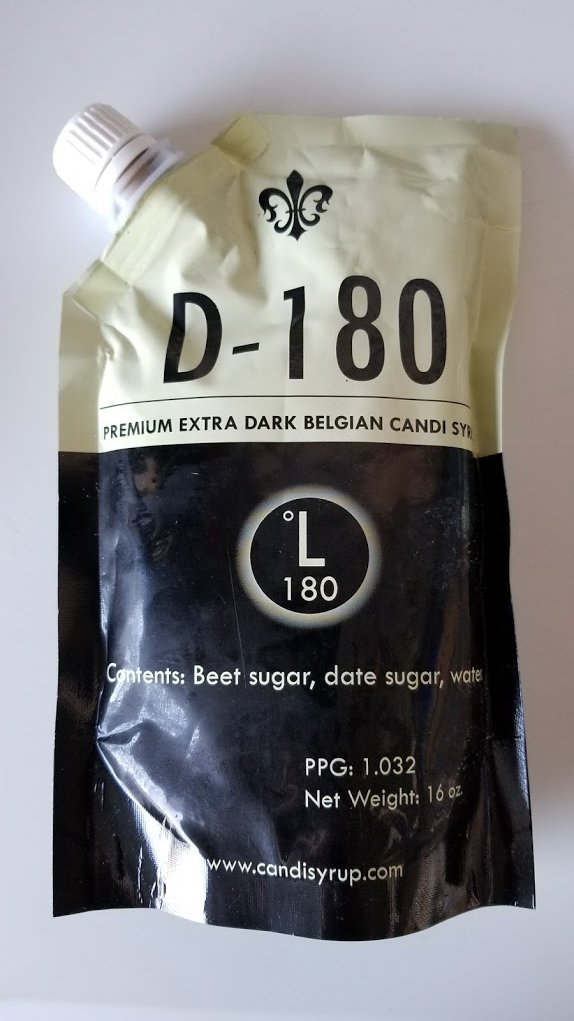 D-180
PREMIUM EXTRA DARK BELGIAN CANDI
°L
180
Contents: Beet sugar, date sugar, water
PPG: 1.032
Net Weight: 16 oz.
www.candisyrup.com